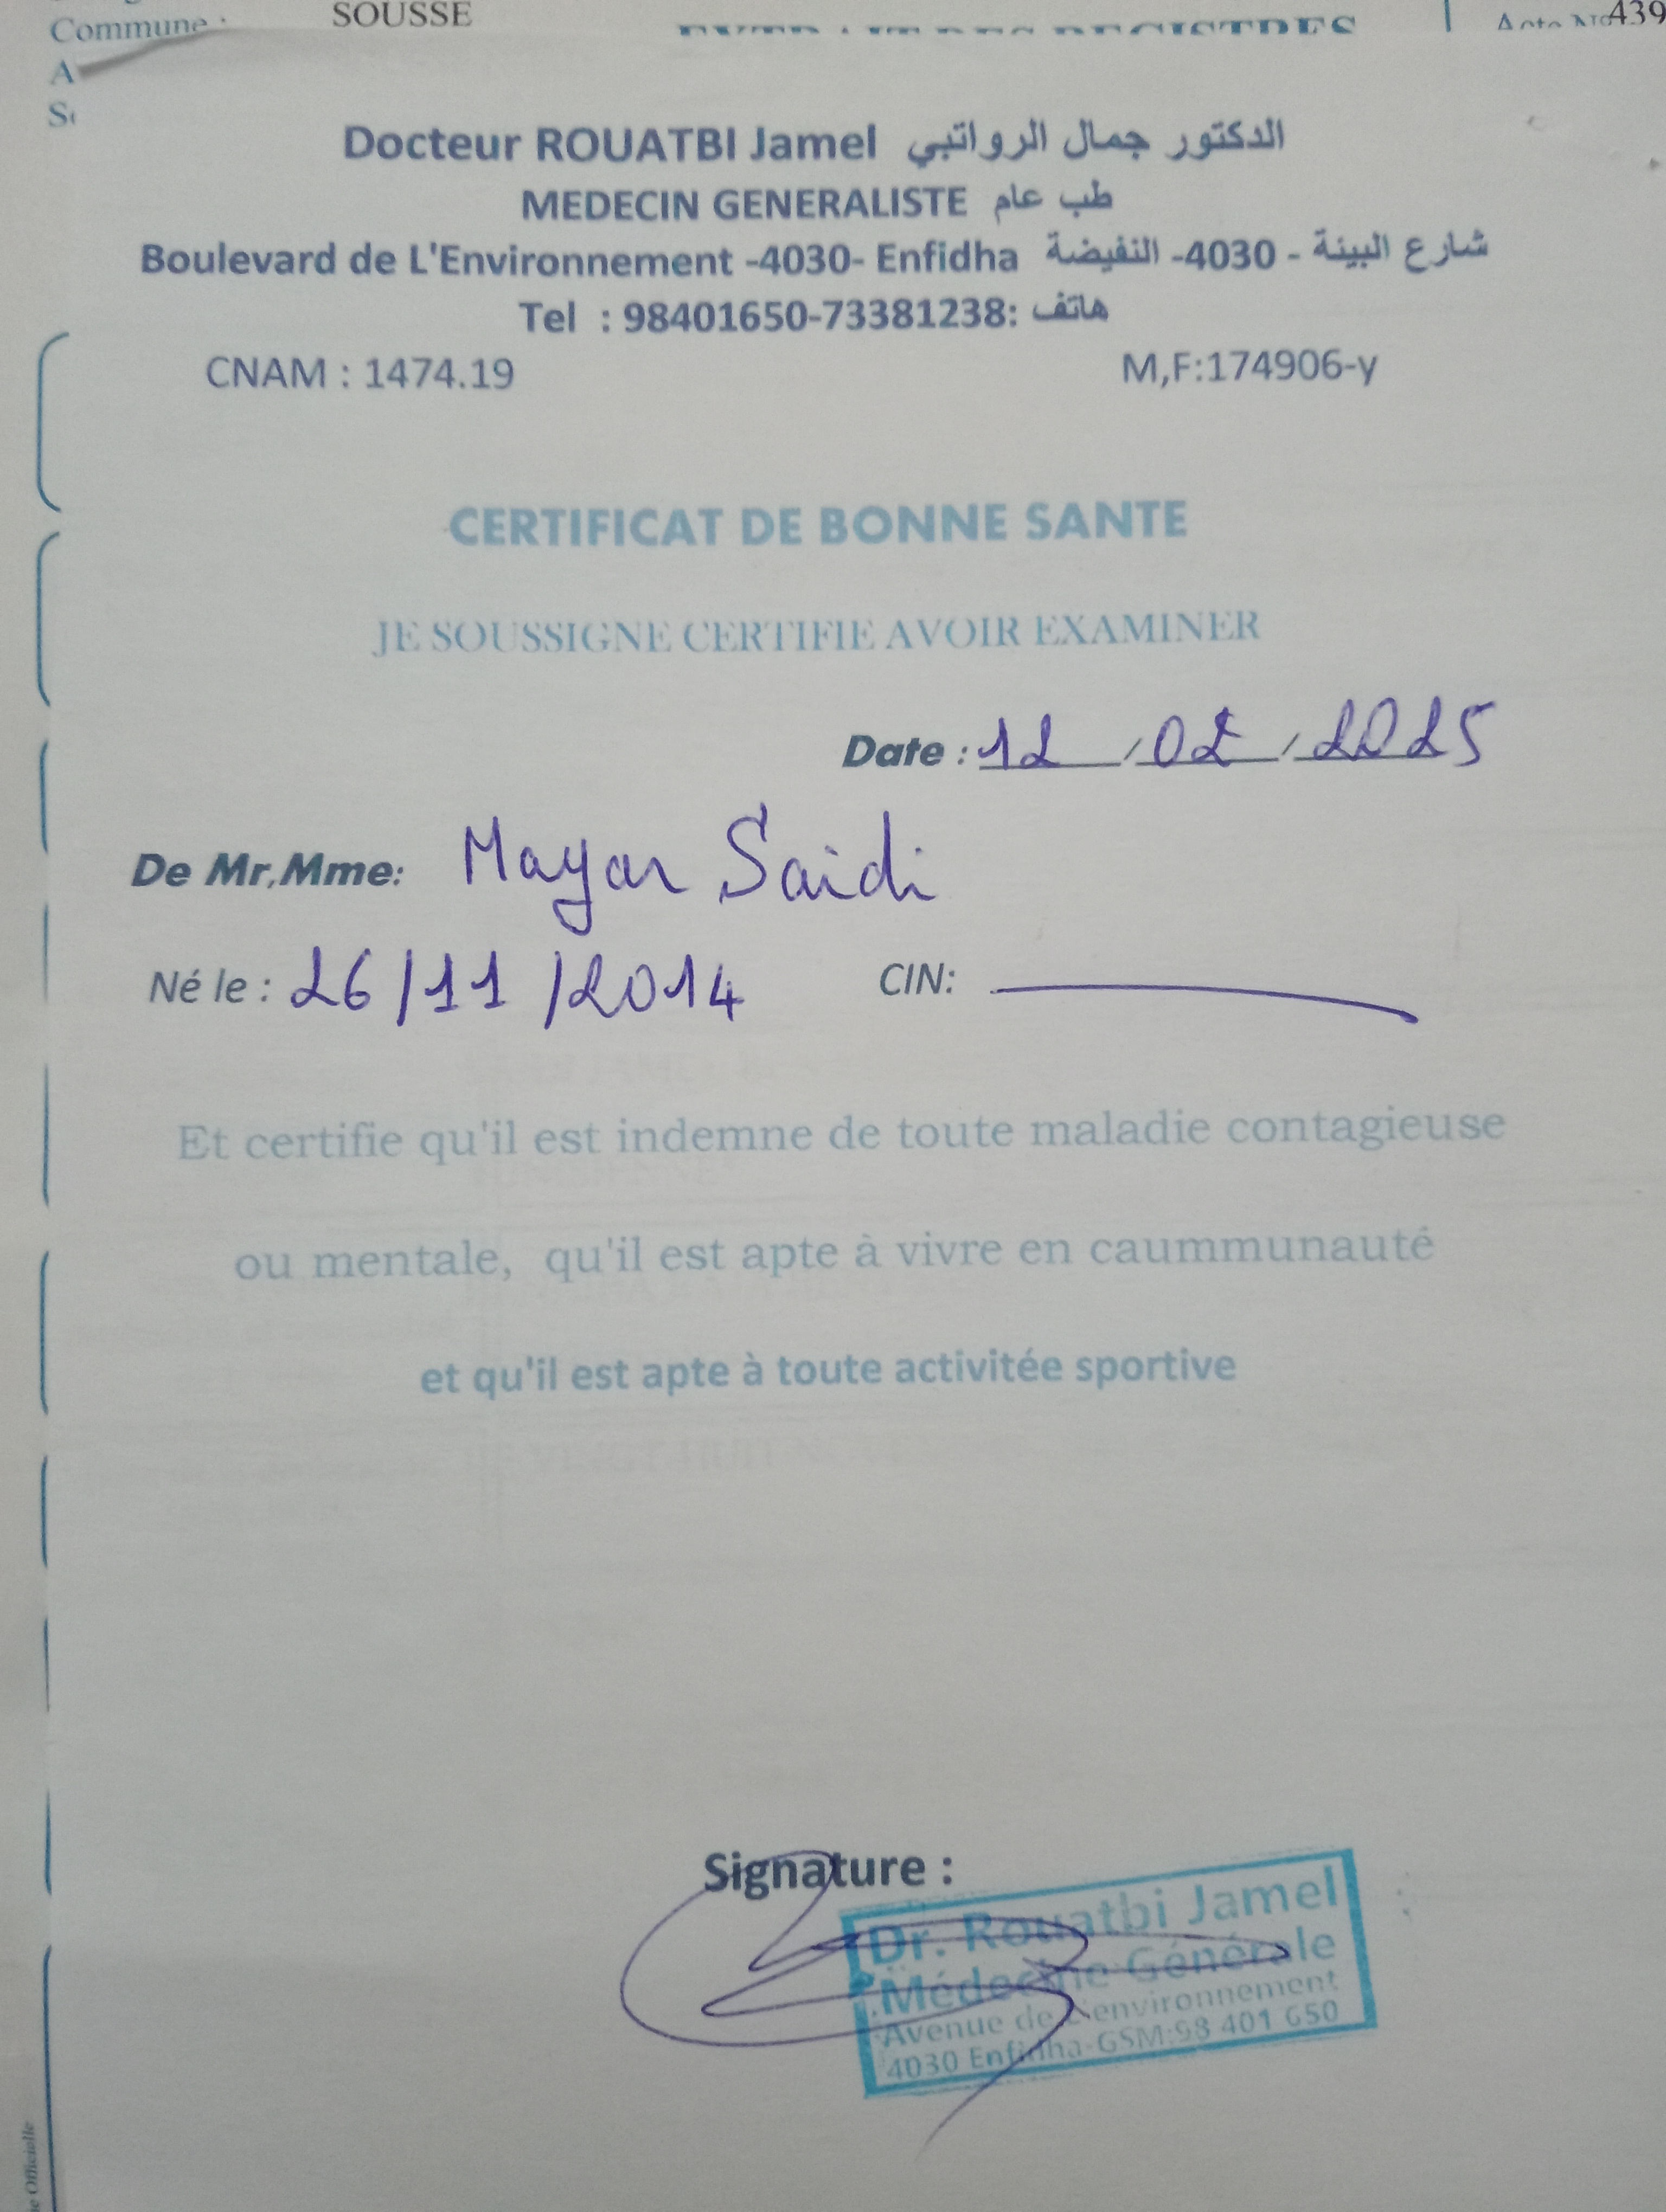 Commune :
SOUSSE
439
Docteur ROUATBI Jamel الدكتور جمال الرواتبي
MEDECIN GENERALISTE طب عام
Boulevard de L'Environnement -4030- Enfidha شارع البيئة - 4030- النفيضة
Tel : 98401650-73381238: هاتف
CNAM : 1474.19
M,F:174906-y
CERTIFICAT DE BONNE SANTE
JE SOUSSIGNE CERTIFIE AVOIR EXAMINER
Date : 12 / 02 / 2025
De Mr,Mme: Mayar Saidi
Né le : 26/11/2014 CIN:
Et certifie qu'il est indemne de toute maladie contagieuse
ou mentale, qu'il est apte à vivre en caummunauté
et qu'il est apte à toute activitée sportive
Signature :
Dr. Rouatbi Jamel
Médecine Générale
Avenue de L'environnement
4030 Enfidha-GSM:98 401 650